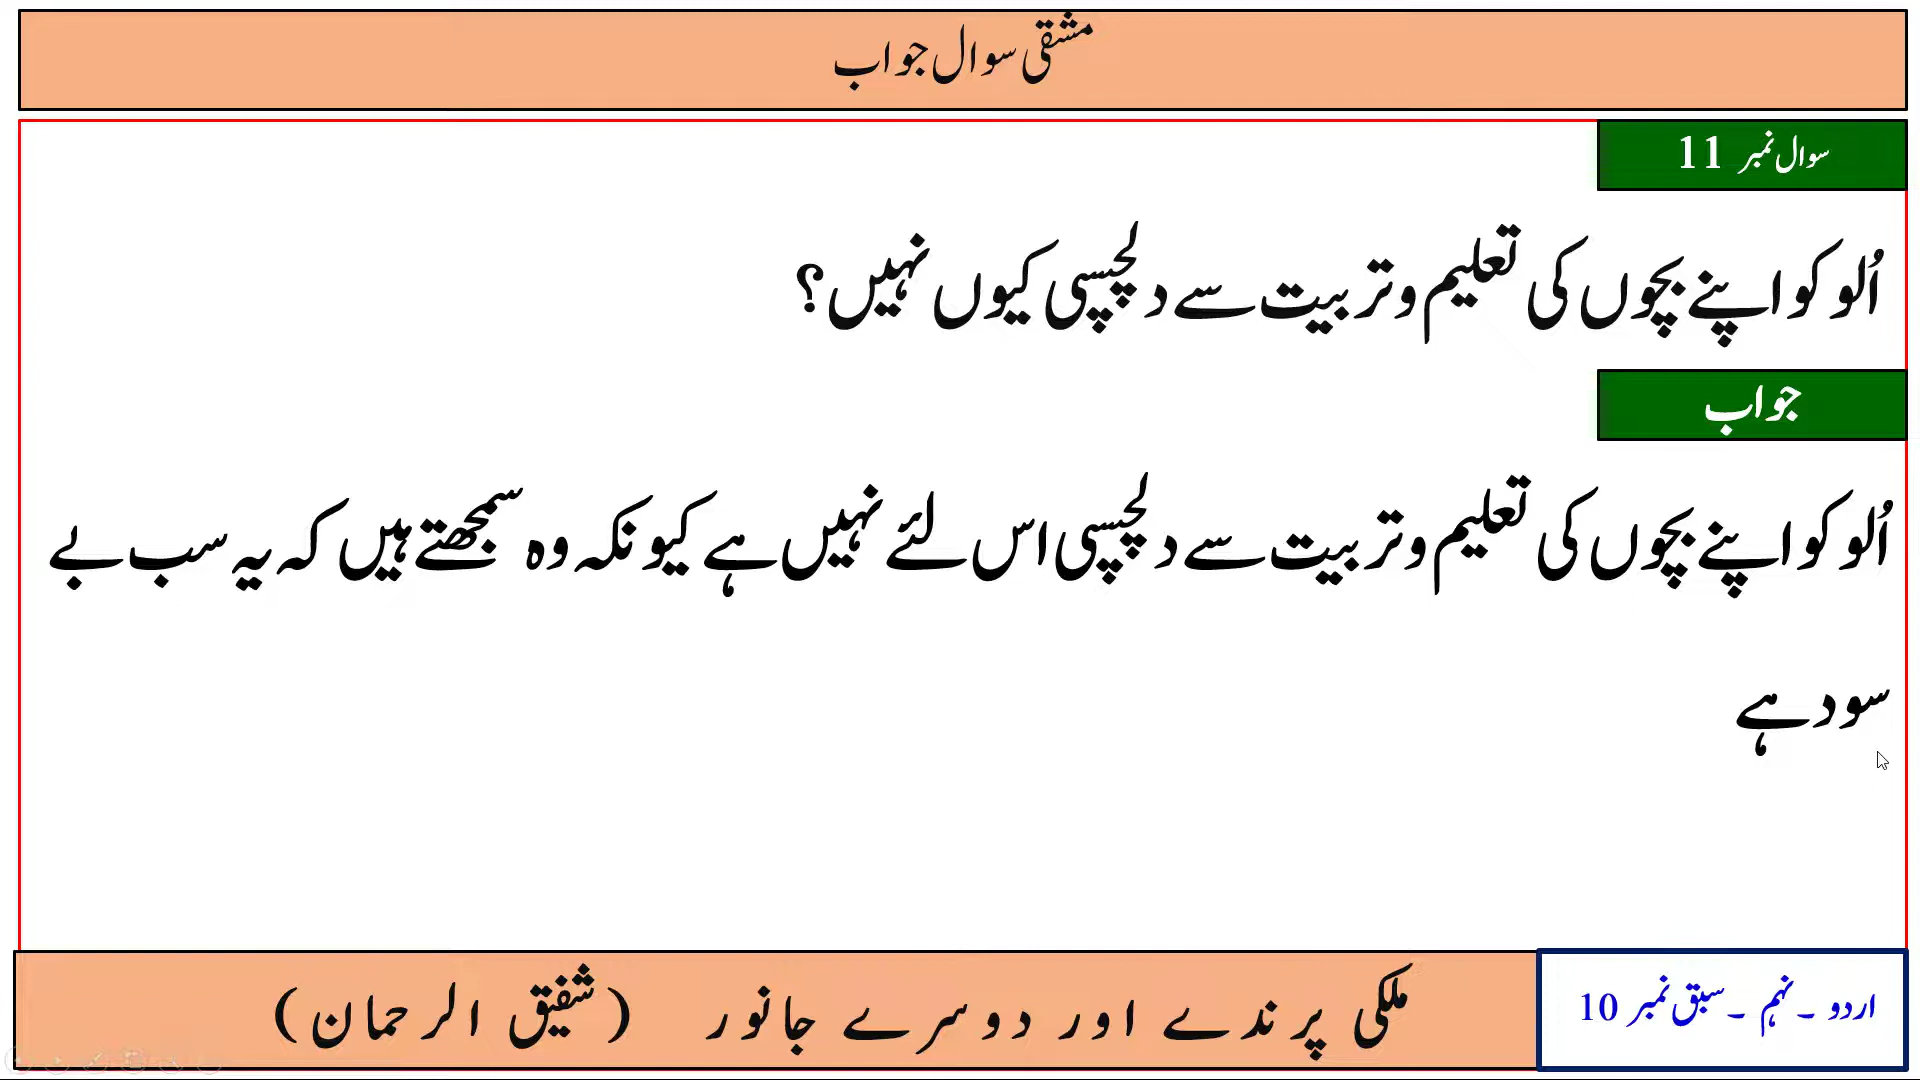 مشقی سوال جواب
سوال نمبر 11
اُلو کو اپنے بچوں کی تعلیم و تربیت سے دلچسپی کیوں نہیں؟
جواب
اُلو کو اپنے بچوں کی تعلیم و تربیت سے دلچسپی اس لئے نہیں ہے کیونکہ وہ سمجھتے ہیں کہ یہ سب بے
سود ہے
اردو ۔ نہم ۔ سبق نمبر 10
ملکی پرندے اور دوسرے جانور (شفیق الرحمان)